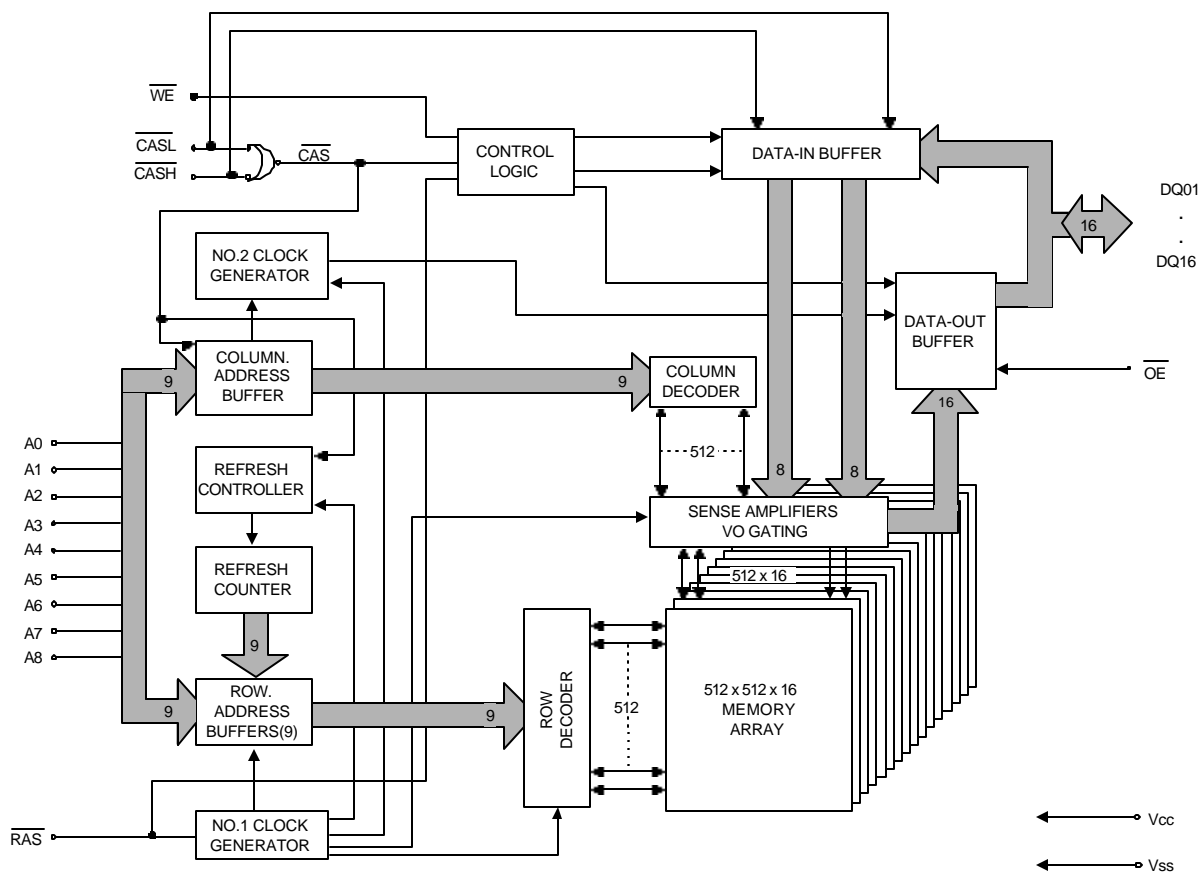 WE
CASL
CASH
CAS
CONTROL
LOGIC
DATA-IN BUFFER
DQ01
.
.
DQ16
16
NO.2 CLOCK
GENERATOR
DATA-OUT
BUFFER
OE
COLUMN.
ADDRESS
BUFFER
9
9
COLUMN
DECODER
16
A0
A1
A2
A3
A4
A5
A6
A7
A8
REFRESH
CONTROLLER
512
8
8
SENSE AMPLIFIERS
VO GATING
REFRESH
COUNTER
512 x 16
9
9
ROW.
ADDRESS
BUFFERS(9)
9
ROW
DECODER
512
512 x 512 x 16
MEMORY
ARRAY
RAS
NO.1 CLOCK
GENERATOR
Vcc
Vss